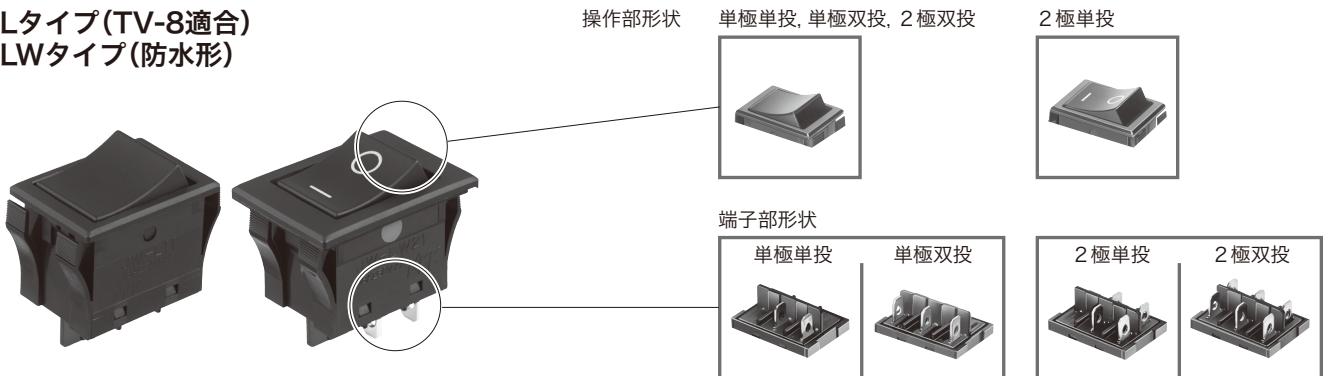 Lタイプ(TV-8適合)
LWタイプ(防水形)
操作部形状
単極単投, 単極双投, 2極双投
2極単投
端子部形状
単極単投
単極双投
2極単投
2極双投